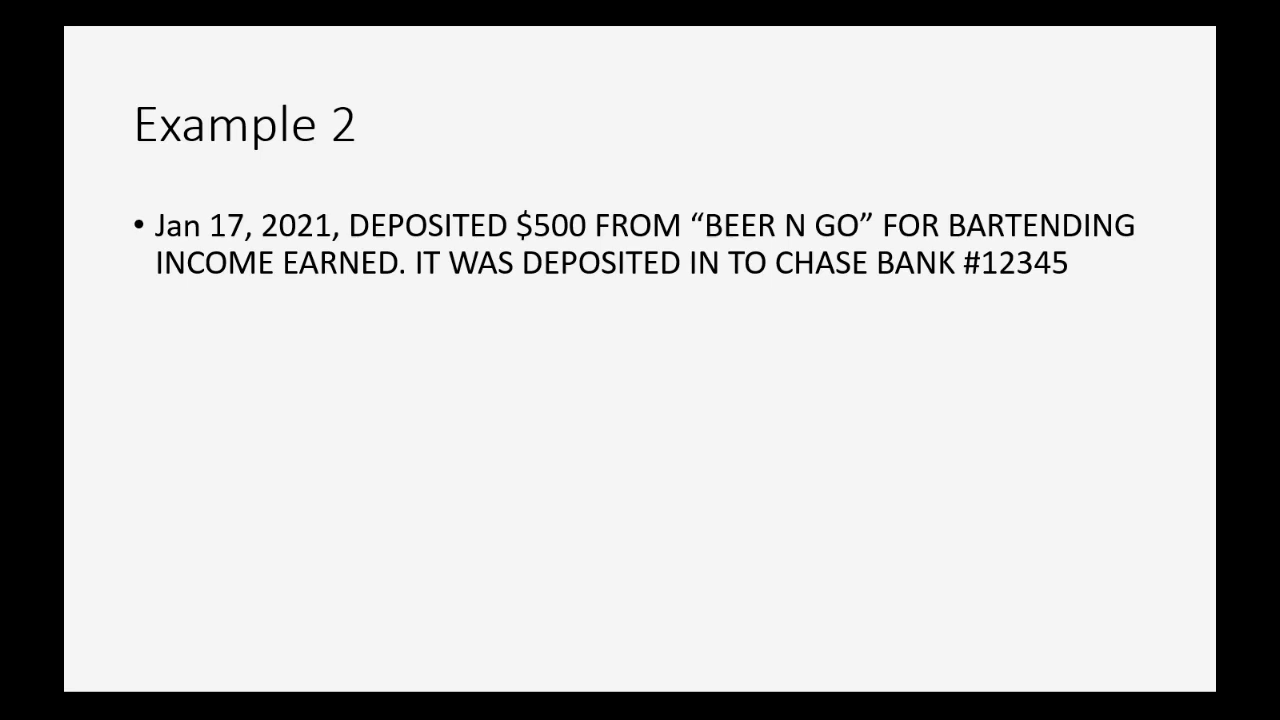 Example 2
• Jan 17, 2021, DEPOSITED $500 FROM “BEER N GO” FOR BARTENDING
INCOME EARNED. IT WAS DEPOSITED IN TO CHASE BANK #12345